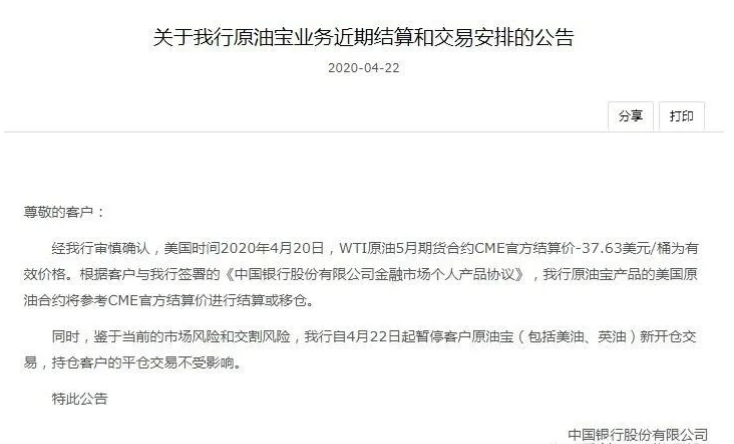 关于我行原油宝业务近期结算和交易安排的公告
2020-04-22
分享 打印
尊敬的客户：
经我行审慎确认，美国时间2020年4月20日，WTI原油5月期货合约CME官方结算价-37.63美元/桶为有
效价格。根据客户与我行签署的《中国银行股份有限公司金融市场个人产品协议》，我行原油宝产品的美国原
油合约将参考CME官方结算价进行结算或移仓。
同时，鉴于当前的市场风险和交割风险，我行自4月22日起暂停客户原油宝（包括美油、英油）新开仓交
易，持仓客户的平仓交易不受影响。
特此公告
中国银行股份有限公司